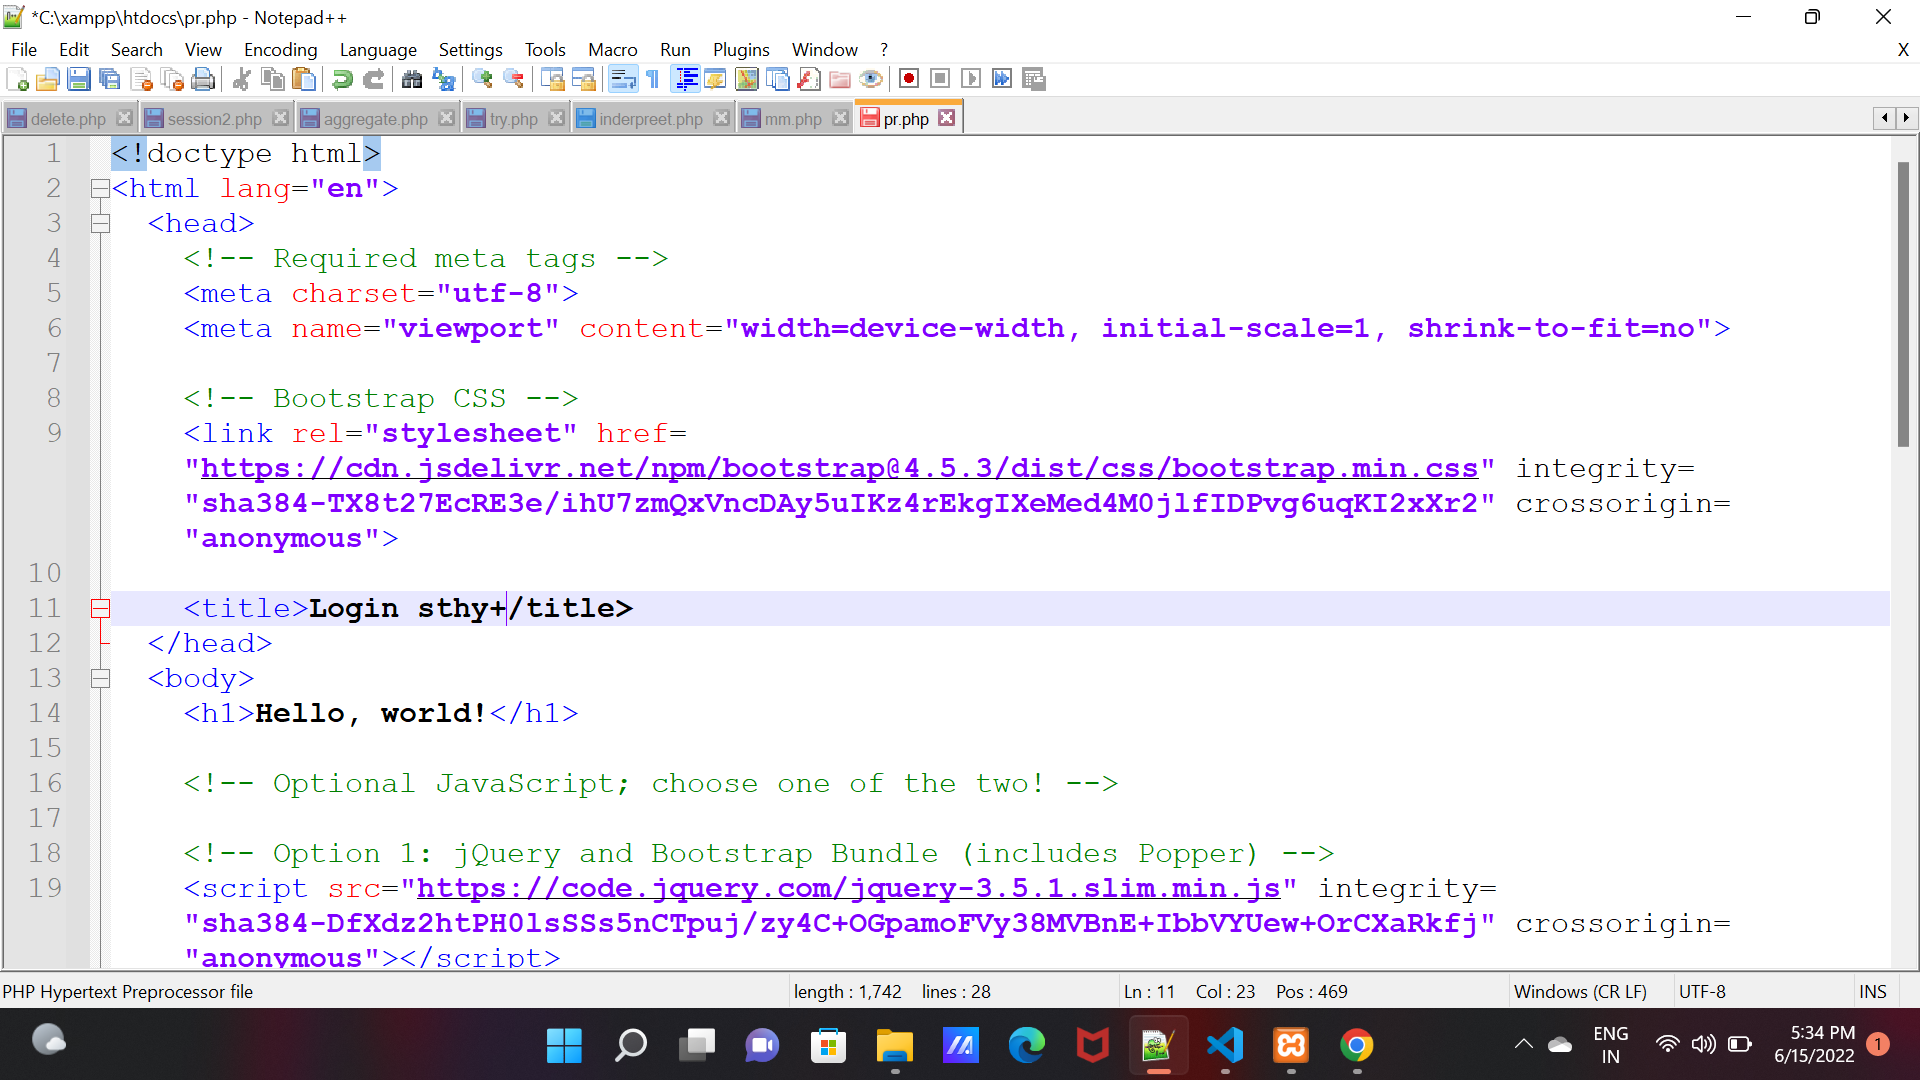 *C:\xampp\htdocs\pr.php - Notepad++
File Edit Search View Encoding Language Settings Tools Macro Run Plugins Window ? X
delete.php session2.php aggregate.php try.php inderpreet.php mm.php pr.php
1 <!doctype html>
2 <html lang="en">
3 <head>
4 <!-- Required meta tags -->
5 <meta charset="utf-8">
6 <meta name="viewport" content="width=device-width, initial-scale=1, shrink-to-fit=no">
7
8 <!-- Bootstrap CSS -->
9 <link rel="stylesheet" href=
"https://cdn.jsdelivr.net/npm/bootstrap@4.5.3/dist/css/bootstrap.min.css" integrity=
"sha384-TX8t27EcRE3e/ihU7zmQxVncDAy5uIKz4rEkgIXeMed4M0jlfIDPvg6uqKI2xXr2" crossorigin=
"anonymous">
10
11 <title>Login sthy+/title>
12 </head>
13 <body>
14 <h1>Hello, world!</h1>
15
16 <!-- Optional JavaScript; choose one of the two! -->
17
18 <!-- Option 1: jQuery and Bootstrap Bundle (includes Popper) -->
19 <script src="https://code.jquery.com/jquery-3.5.1.slim.min.js" integrity=
"sha384-DfXdz2htPH0lsSSs5nCTpuj/zy4C+OGpamoFVy38MVBnE+IbbVYUew+OrCXaRkfj" crossorigin=
"anonymous"></script>
PHP Hypertext Preprocessor file length : 1,742 lines : 28 Ln : 11 Col : 23 Pos : 469 Windows (CR LF) UTF-8 INS
ENG 5:34 PM
IN 6/15/2022 1